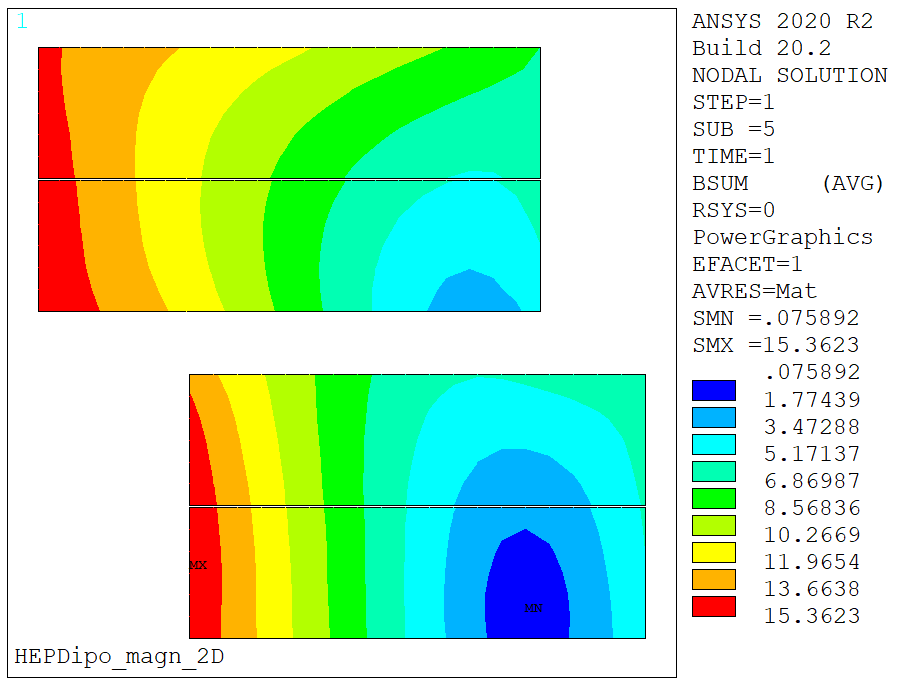 1
ANSYS 2020 R2
Build 20.2
NODAL SOLUTION
STEP=1
SUB =5
TIME=1
BSUM (AVG)
RSYS=0
PowerGraphics
EFACET=1
AVRES=Mat
SMN =.075892
SMX =15.3623
.075892
1.77439
3.47288
5.17137
6.86987
8.56836
10.2669
11.9654
13.6638
15.3623
MX
MN
HEPDipo_magn_2D